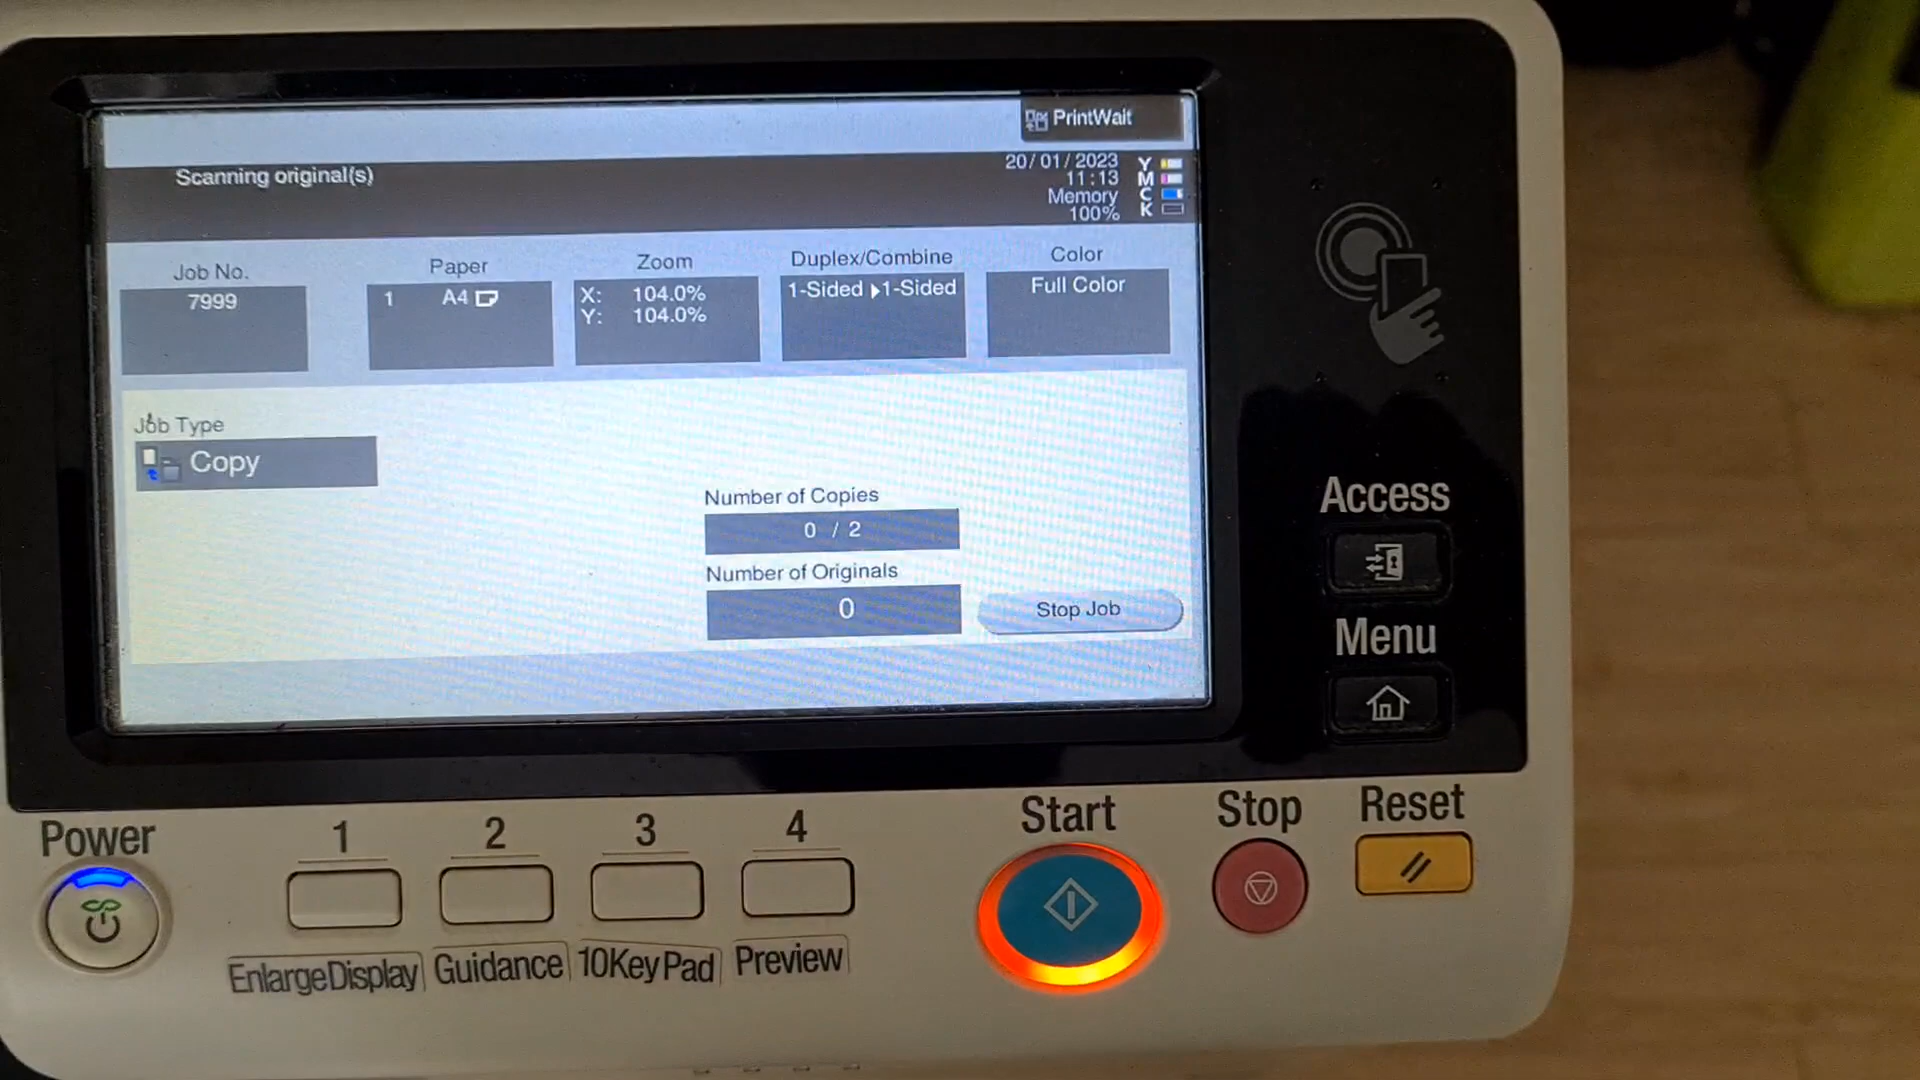 PrintWait
Scanning original(s)
20/01/2023
11:13
Memory
100%
Y
M
C
K
Job No.
7999
Paper
1 A4
Zoom
X: 104.0%
Y: 104.0%
Duplex/Combine
1-Sided ▶1-Sided
Color
Full Color
Job Type
Copy
Number of Copies
0 / 2
Number of Originals
0
Stop Job
Access
Menu
Power
1
2
3
4
Start
Stop
Reset
EnlargeDisplay
Guidance
10KeyPad
Preview